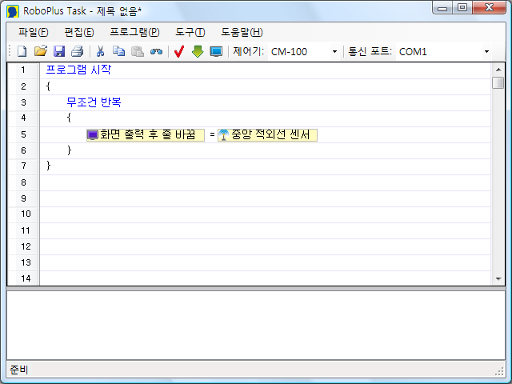 RoboPlus Task - 제목 없음*
파일(F) 편집(E) 프로그램(P) 도구(T) 도움말(H)
제어기: CM-100 통신 포트: COM1
1 프로그램 시작
2 {
3 무조건 반복
4 {
5 화면 출력 후 줄 바꿈 = 중앙 적외선 센서
6 }
7 }
8
9
10
11
12
13
14
준비